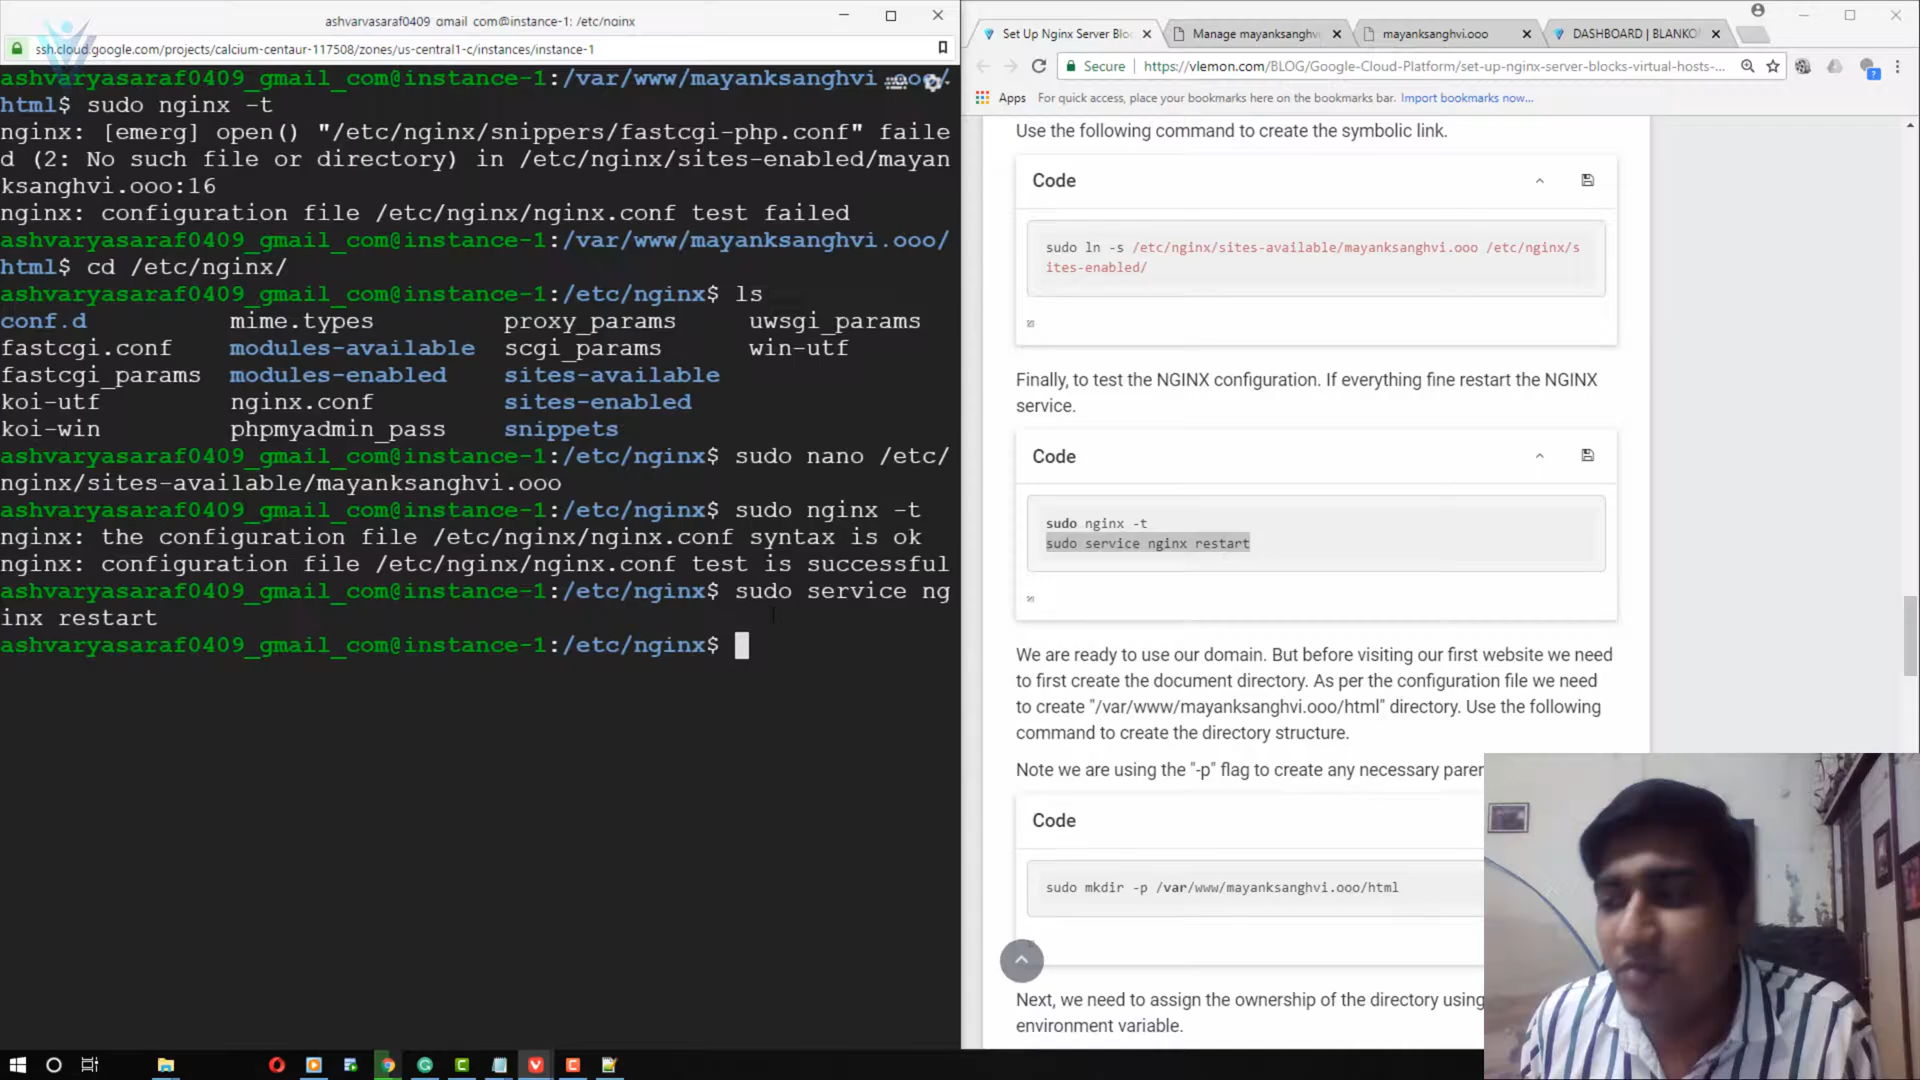 ashvaryasaraf0409_gmail_com@instance-1: /etc/nginx
ssh.cloud.google.com/projects/calcium-centaur-117508/zones/us-central1-c/instances/instance-1
ashvaryasaraf0409_gmail_com@instance-1:/var/www/mayanksanghvi.ooo/
html$ sudo nginx -t
nginx: [emerg] open() "/etc/nginx/snippers/fastcgi-php.conf" faile
d (2: No such file or directory) in /etc/nginx/sites-enabled/mayan
ksanghvi.ooo:16
nginx: configuration file /etc/nginx/nginx.conf test failed
ashvaryasaraf0409_gmail_com@instance-1:/var/www/mayanksanghvi.ooo/
html$ cd /etc/nginx/
ashvaryasaraf0409_gmail_com@instance-1:/etc/nginx$ ls
conf.d mime.types proxy_params uwsgi_params
fastcgi.conf modules-available scgi_params win-utf
fastcgi_params modules-enabled sites-available
koi-utf nginx.conf sites-enabled
koi-win phpmyadmin_pass snippets
ashvaryasaraf0409_gmail_com@instance-1:/etc/nginx$ sudo nano /etc/
nginx/sites-available/mayanksanghvi.ooo
ashvaryasaraf0409_gmail_com@instance-1:/etc/nginx$ sudo nginx -t
nginx: the configuration file /etc/nginx/nginx.conf syntax is ok
nginx: configuration file /etc/nginx/nginx.conf test is successful
ashvaryasaraf0409_gmail_com@instance-1:/etc/nginx$ sudo service ng
inx restart
ashvaryasaraf0409_gmail_com@instance-1:/etc/nginx$
Set Up Nginx Server Blo
Manage mayanksanghv
mayanksanghvi.ooo
DASHBOARD | BLANKO
Secure https://vlemon.com/BLOG/Google-Cloud-Platform/set-up-nginx-server-blocks-virtual-hosts-...
Apps For quick access, place your bookmarks here on the bookmarks bar. Import bookmarks now...
Use the following command to create the symbolic link.
Code
sudo ln -s /etc/nginx/sites-available/mayanksanghvi.ooo /etc/nginx/s
ites-enabled/
Finally, to test the NGINX configuration. If everything fine restart the NGINX
service.
Code
sudo nginx -t
sudo service nginx restart
We are ready to use our domain. But before visiting our first website we need
to first create the document directory. As per the configuration file we need
to create "/var/www/mayanksanghvi.ooo/html" directory. Use the following
command to create the directory structure.
Note we are using the "-p" flag to create any necessary paren
Code
sudo mkdir -p /var/www/mayanksanghvi.ooo/html
Next, we need to assign the ownership of the directory using
environment variable.